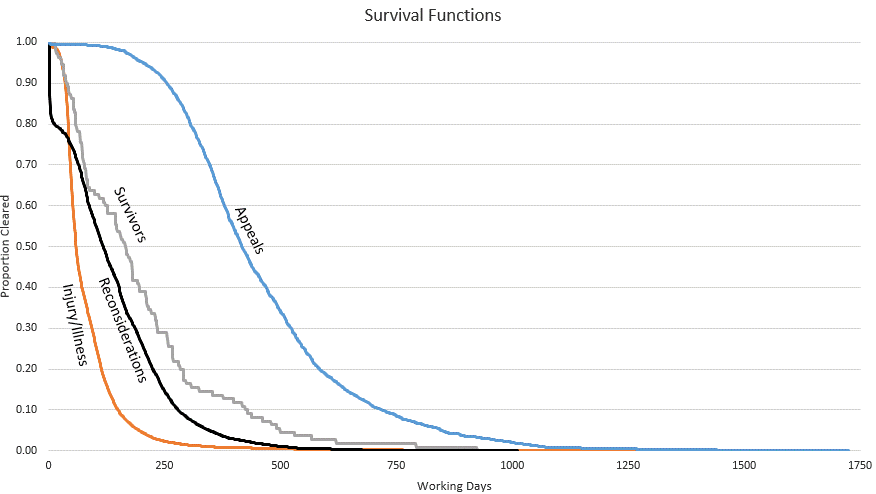 Survival Functions
1.00
0.90
0.80
0.70
0.60
0.50
0.40
0.30
0.20
0.10
0.00
Proportion Cleared
Survivors
Appeals
Injury/Illness
Reconsiderations
0
250
500
750
1000
1250
1500
1750
Working Days